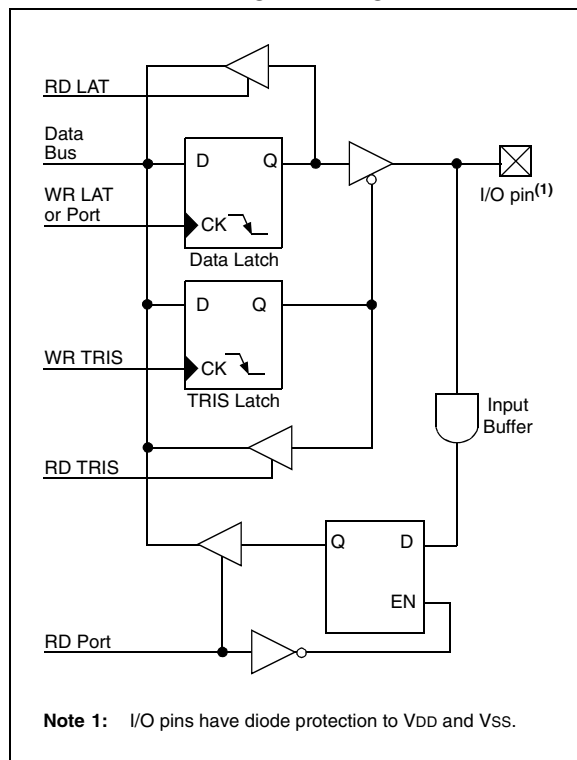 RD LAT
Data
Bus
D Q
WR LAT
or Port
CK
Data Latch
I/O pin(1)
D Q
WR TRIS
CK
TRIS Latch
Input
Buffer
RD TRIS
Q D
EN
RD Port
Note 1: I/O pins have diode protection to VDD and VSS.